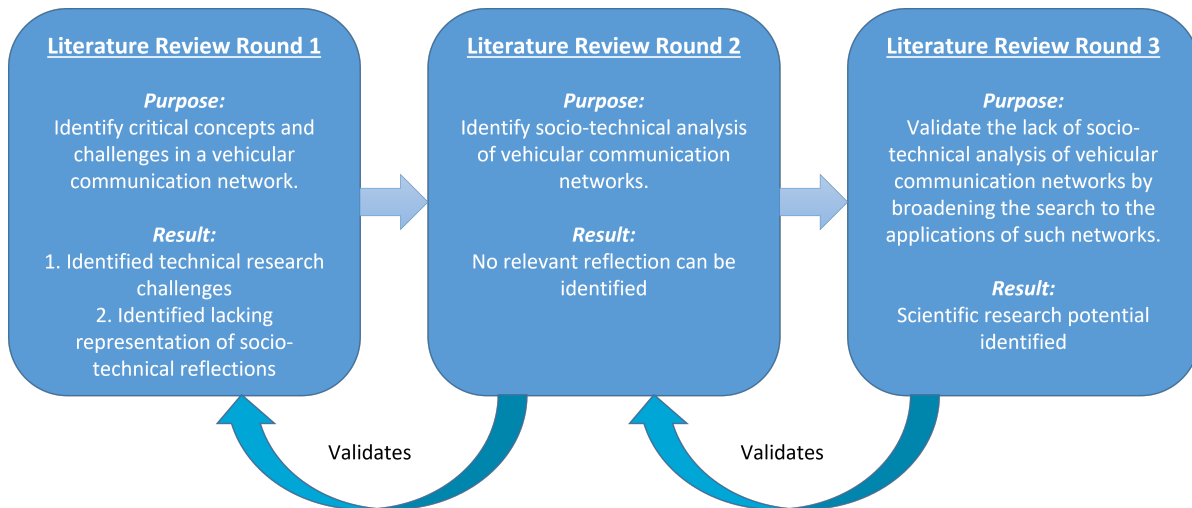 Literature Review Round 1
Purpose:
Identify critical concepts and
challenges in a vehicular
communication network.
Result:
1. Identified technical research
challenges
2. Identified lacking
representation of socio-
technical reflections
Literature Review Round 2
Purpose:
Identify socio-technical analysis
of vehicular communication
networks.
Result:
No relevant reflection can be
identified
Literature Review Round 3
Purpose:
Validate the lack of socio-
technical analysis of vehicular
communication networks by
broadening the search to the
applications of such networks.
Result:
Scientific research potential
identified
Validates
Validates